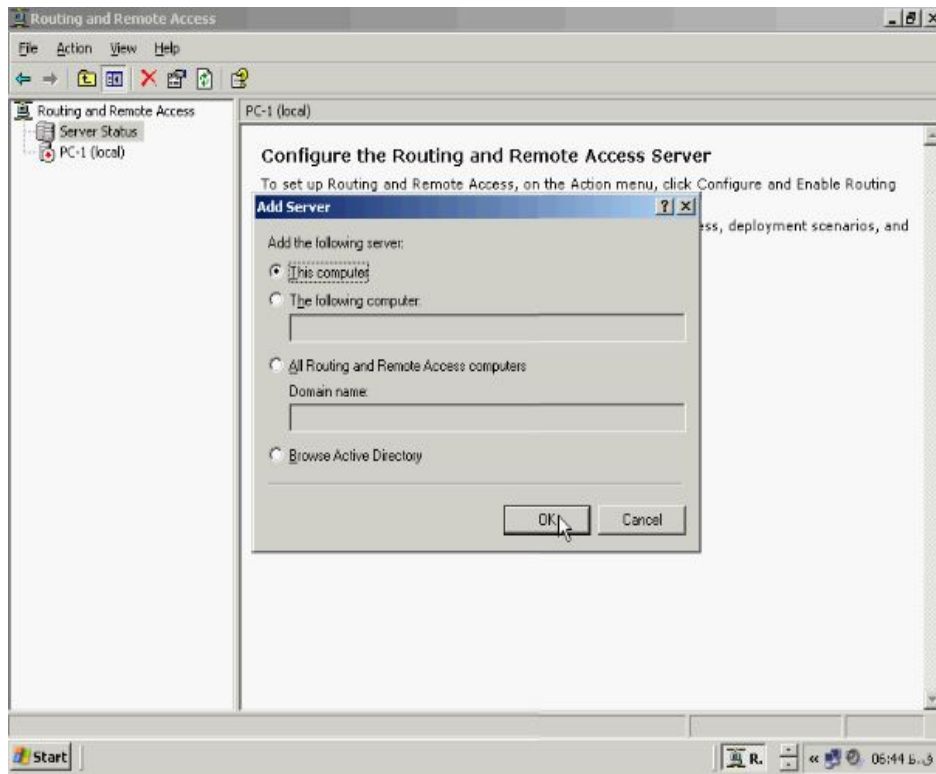 Routing and Remote Access
File Action View Help
Routing and Remote Access
Server Status
PC-1 (local)
PC-1 (local)
Configure the Routing and Remote Access Server
To set up Routing and Remote Access, on the Action menu, click Configure and Enable Routing
ess, deployment scenarios, and
Add Server
Add the following server:
This computer
The following computer:
All Routing and Remote Access computers
Domain name:
Browse Active Directory
OK
Cancel
Start
R.
06:44 ق.ظ